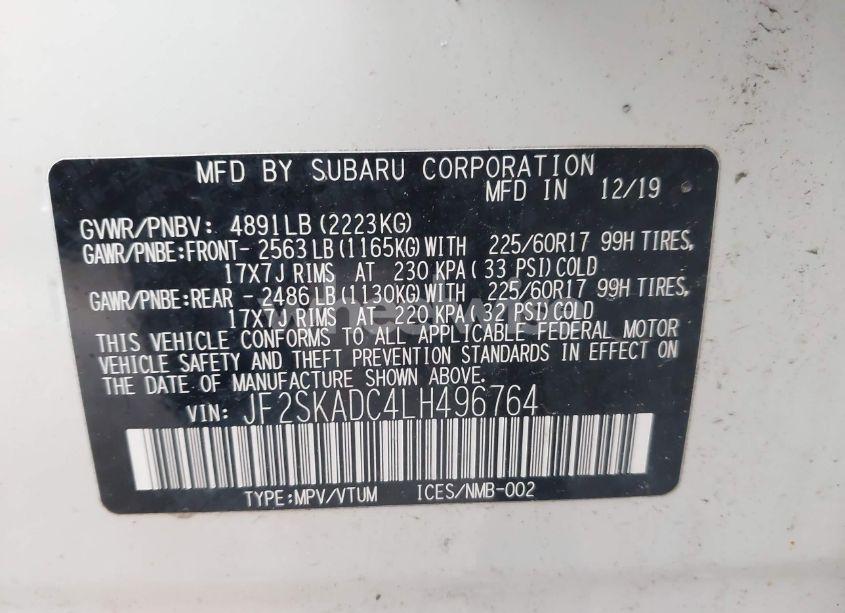 MFD BY SUBARU CORPORATION
MFD IN 12/19
GVWR/PNBV: 4891LB (2223KG)
GAWR/PNBE:FRONT- 2563LB (1165KG)WITH 225/60R17 99H TIRES,
17X7J RIMS AT 230 KPA( 33 PSI)COLD
GAWR/PNBE:REAR - 2486LB (1130KG)WITH 225/60R17 99H TIRES,
17X7J RIMS AT 220 KPA( 32 PSI)COLD
THIS VEHICLE CONFORMS TO ALL APPLICABLE FEDERAL MOTOR
VEHICLE SAFETY AND THEFT PREVENTION STANDARDS IN EFFECT ON
THE DATE OF MANUFACTURE SHOWN ABOVE.
VIN: JF2SKADC4LH496764
TYPE:MPV/VTUM ICES/NMB-002